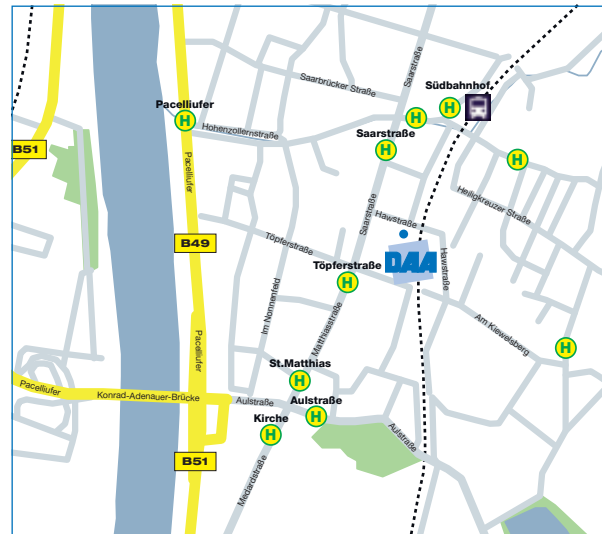 Saarstraße
Saarbrücker Straße
Südbahnhof
Pacelliufer
H
H
H
Hohenzollernstraße
Saarstraße
H
H
B51
Pacelliufer
Heiligkreuzer Straße
Saarstraße
Hawstraße
B49
Töpferstraße
DAA
Hawstraße
Töpferstraße
H
Im Nonnenfeld
Matthiasstraße
Am Kiewelsberg
Pacelliufer
H
St.Matthias
H
Pacelliufer
Konrad-Adenauer-Brücke
Aulstraße
Aulstraße
H
Kirche
H
Aulstraße
B51
Medardstraße